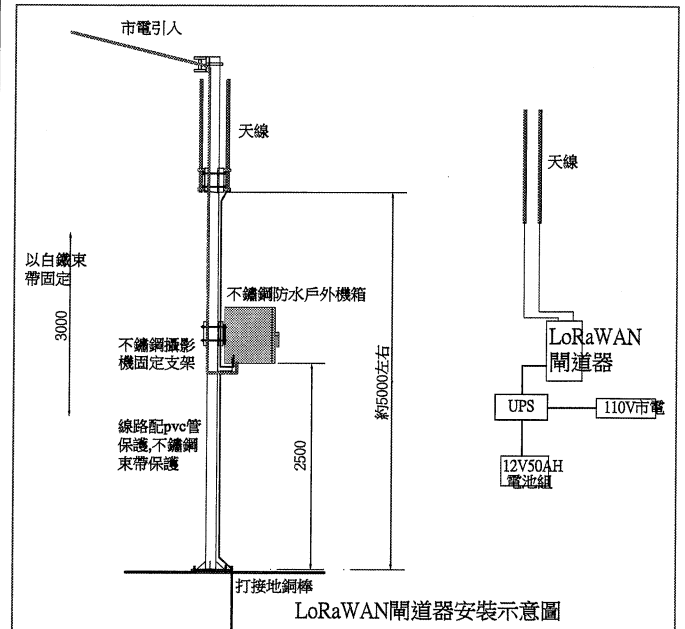 市電引入
天線
以白鐵束
帶固定
3000
不鏽鋼防水戶外機箱
不鏽鋼攝影
機固定支架
線路配pvc管
保護,不鏽鋼
束帶保護
2500
約5000左右
打接地銅棒
天線
LoRaWAN
閘道器
UPS
110V市電
12V50AH
電池組
LoRaWAN閘道器安裝示意圖